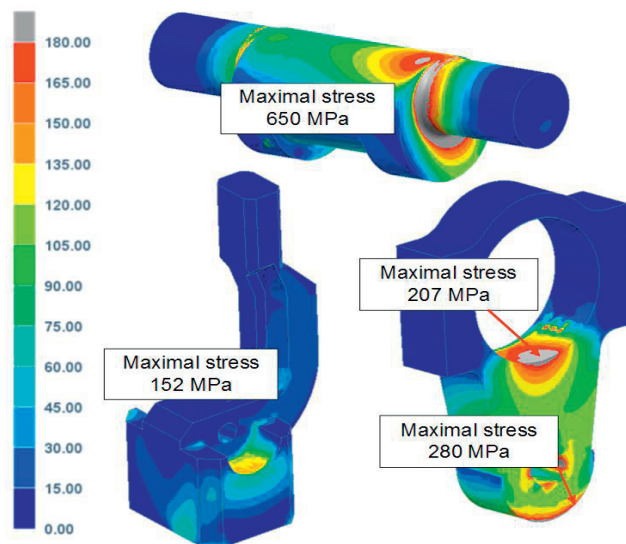 180.00
165.00
150.00
135.00
120.00
105.00
90.00
75.00
60.00
45.00
30.00
15.00
0.00
Maximal stress
650 MPa
Maximal stress
207 MPa
Maximal stress
152 MPa
Maximal stress
280 MPa